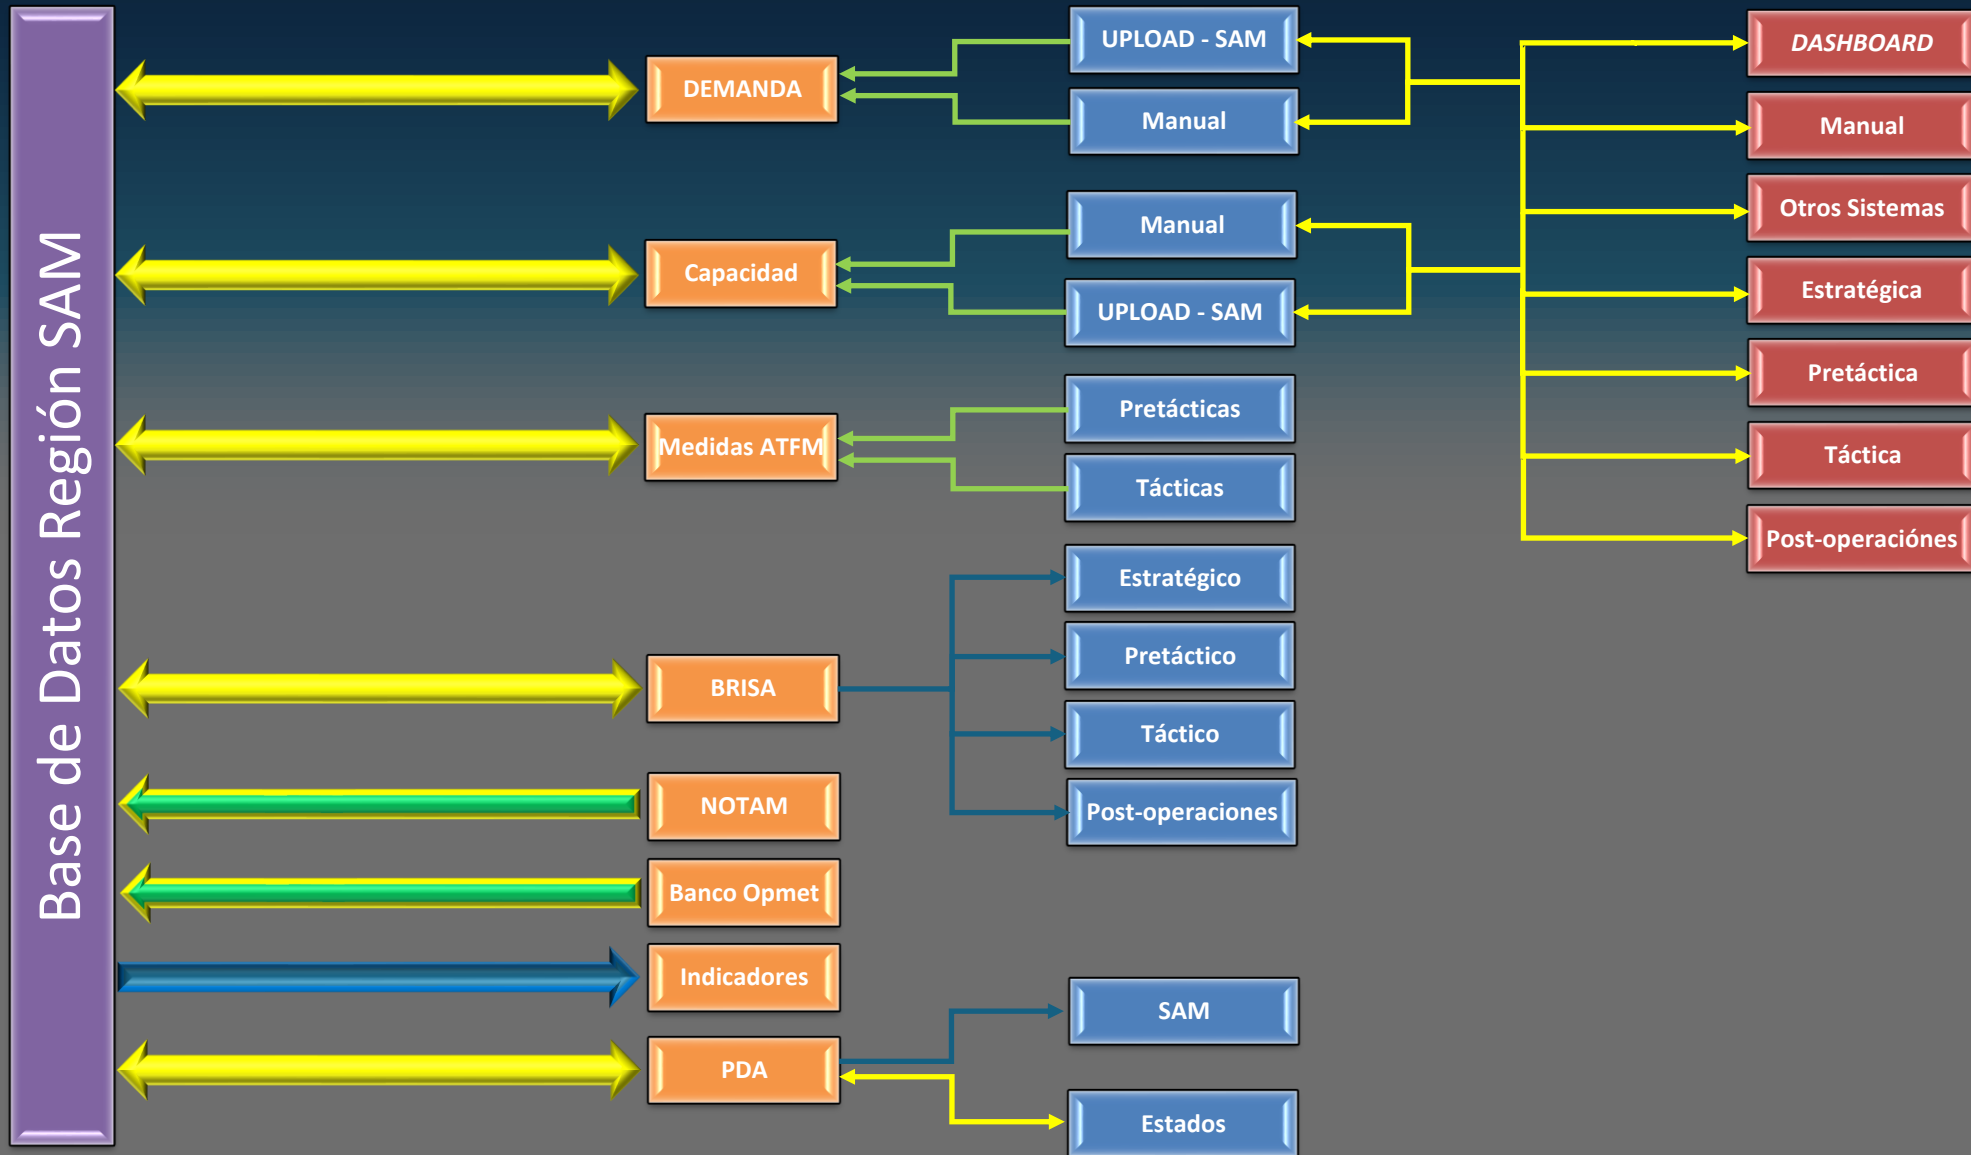 Base de Datos Región SAM
DEMANDA
Capacidad
Medidas ATFM
BRISA
NOTAM
Banco Opmet
Indicadores
PDA
UPLOAD - SAM
Manual
Manual
UPLOAD - SAM
Pretácticas
Tácticas
Estratégico
Pretáctico
Táctico
Post-operaciones
SAM
Estados
DASHBOARD
Manual
Otros Sistemas
Estratégica
Pretáctica
Táctica
Post-operaciónes